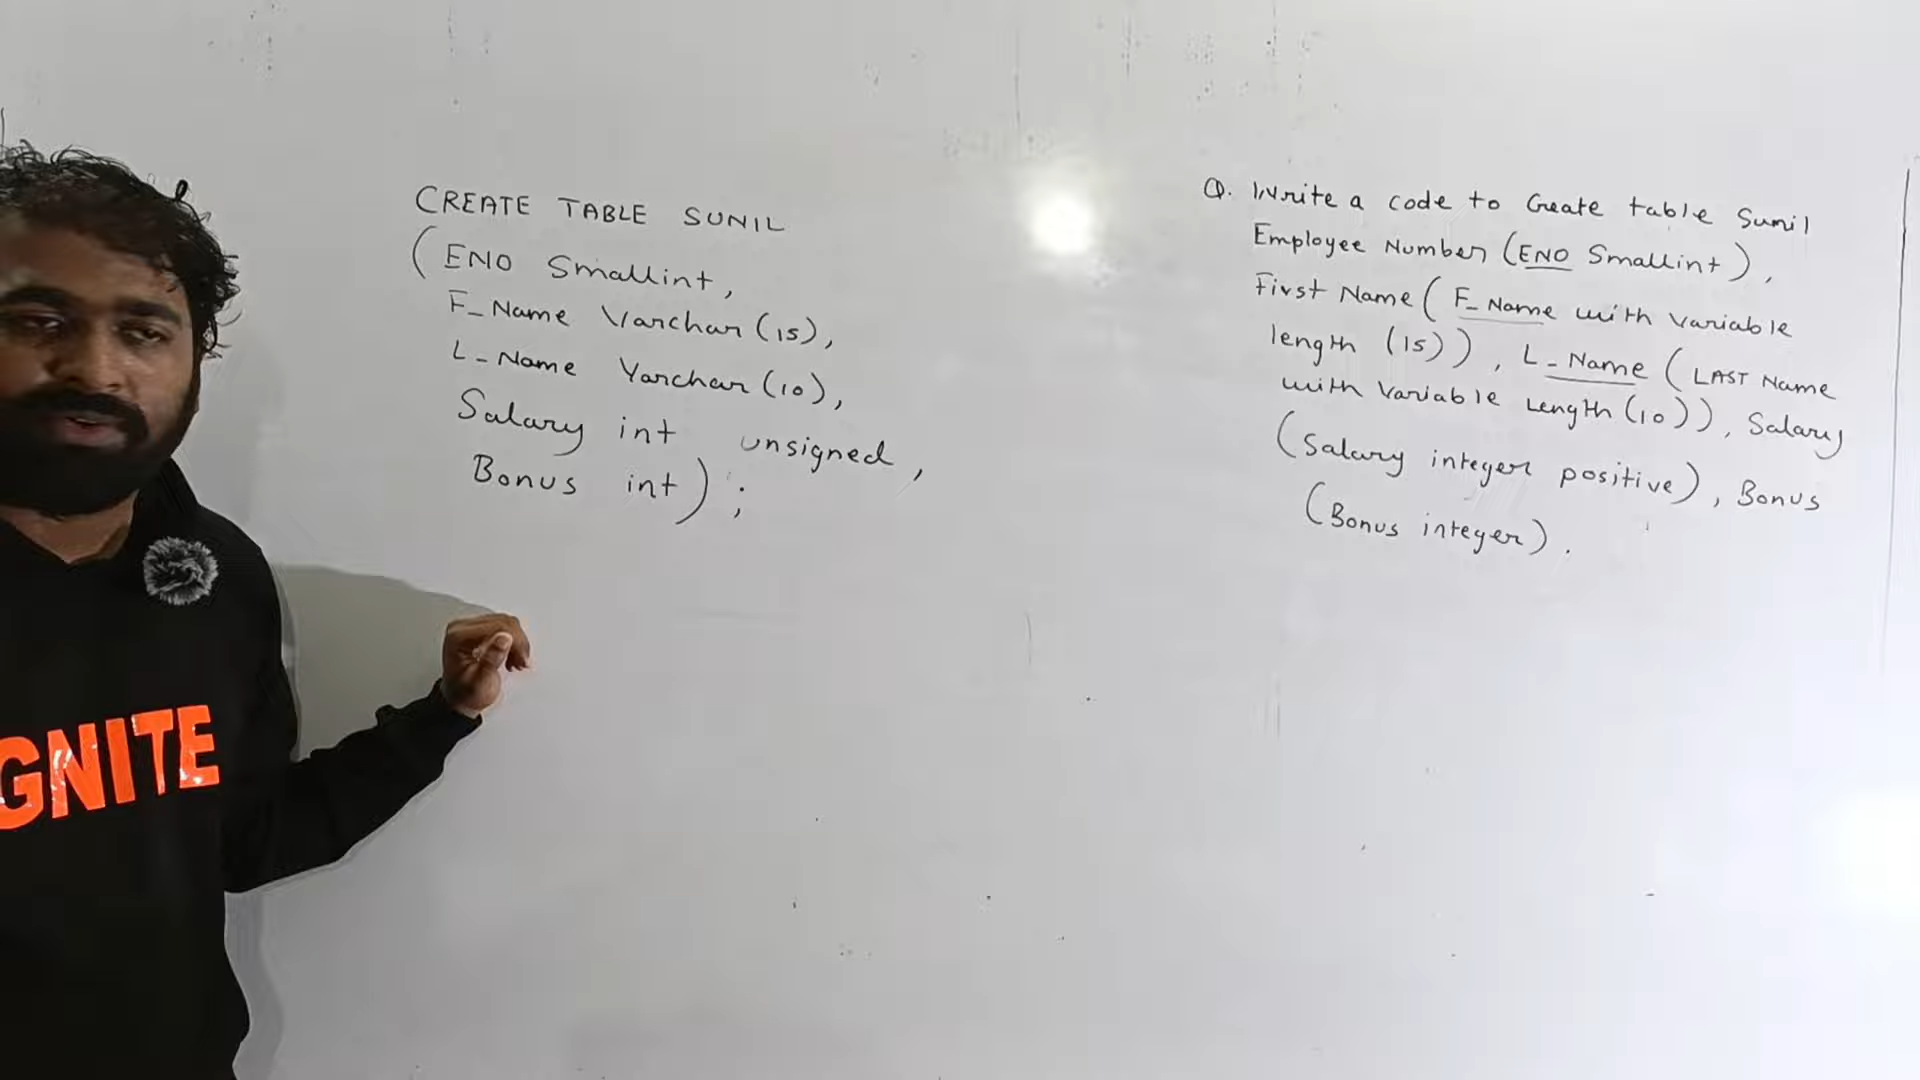 CREATE TABLE SUNIL
(ENO Smallint,
F_Name Varchar(15),
L_Name Varchar(10),
Salary int unsigned,
Bonus int);
Q. Write a code to Create table Sunil
Employee Number (ENO Smallint),
First Name (F_Name with variable
length (15)), L_Name (LAST Name
with Variable Length (10)), Salary
(Salary integer positive), Bonus
(Bonus integer).
GNITE